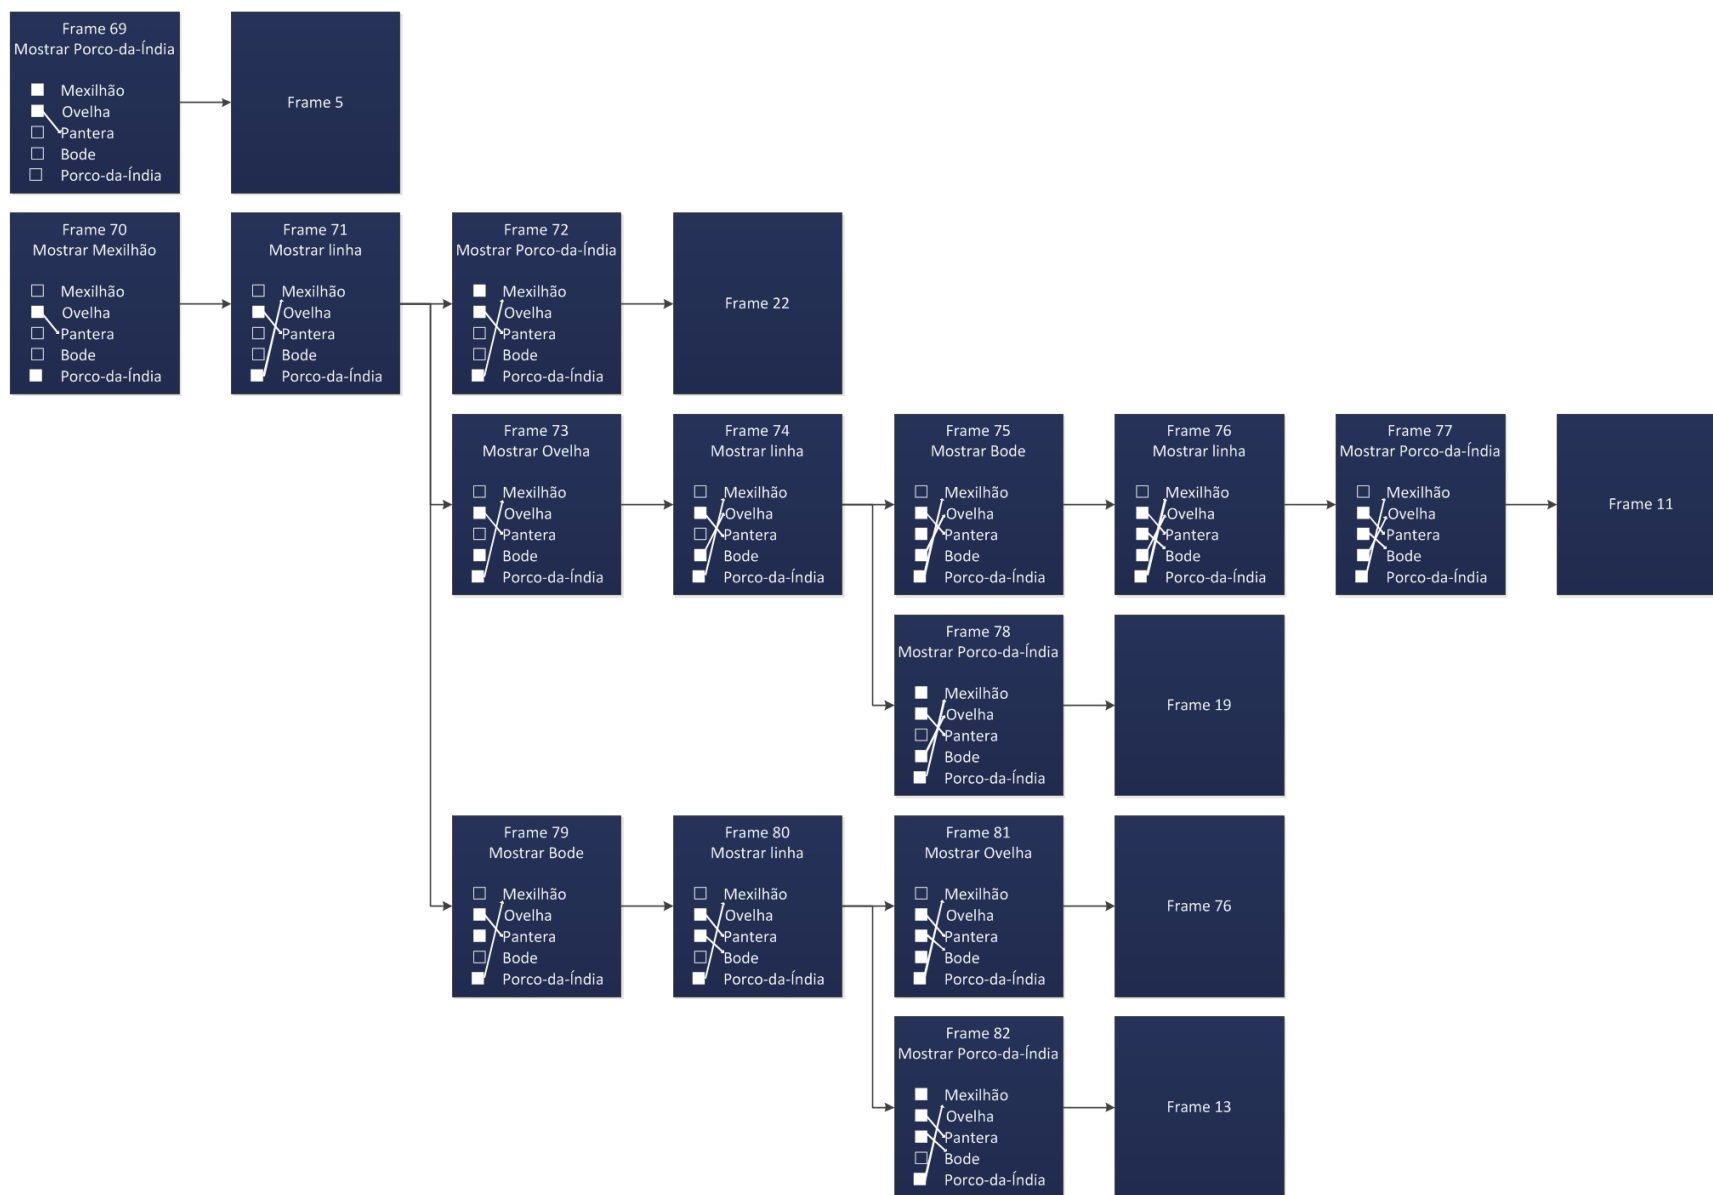 Frame 69
Mostrar Porco-da-Índia
Mexilhão
Ovelha
Pantera
Bode
Porco-da-Índia
Frame 5
Frame 70
Mostrar Mexilhão
Mexilhão
Ovelha
Pantera
Bode
Porco-da-Índia
Frame 71
Mostrar linha
Mexilhão
Ovelha
Pantera
Bode
Porco-da-Índia
Frame 72
Mostrar Porco-da-Índia
Mexilhão
Ovelha
Pantera
Bode
Porco-da-Índia
Frame 22
Frame 73
Mostrar Ovelha
Mexilhão
Ovelha
Pantera
Bode
Porco-da-Índia
Frame 74
Mostrar linha
Mexilhão
Ovelha
Pantera
Bode
Porco-da-Índia
Frame 75
Mostrar Bode
Mexilhão
Ovelha
Pantera
Bode
Porco-da-Índia
Frame 76
Mostrar linha
Mexilhão
Ovelha
Pantera
Bode
Porco-da-Índia
Frame 77
Mostrar Porco-da-Índia
Mexilhão
Ovelha
Pantera
Bode
Porco-da-Índia
Frame 11
Frame 78
Mostrar Porco-da-Índia
Mexilhão
Ovelha
Pantera
Bode
Porco-da-Índia
Frame 19
Frame 79
Mostrar Bode
Mexilhão
Ovelha
Pantera
Bode
Porco-da-Índia
Frame 80
Mostrar linha
Mexilhão
Ovelha
Pantera
Bode
Porco-da-Índia
Frame 81
Mostrar Ovelha
Mexilhão
Ovelha
Pantera
Bode
Porco-da-Índia
Frame 76
Frame 82
Mostrar Porco-da-Índia
Mexilhão
Ovelha
Pantera
Bode
Porco-da-Índia
Frame 13